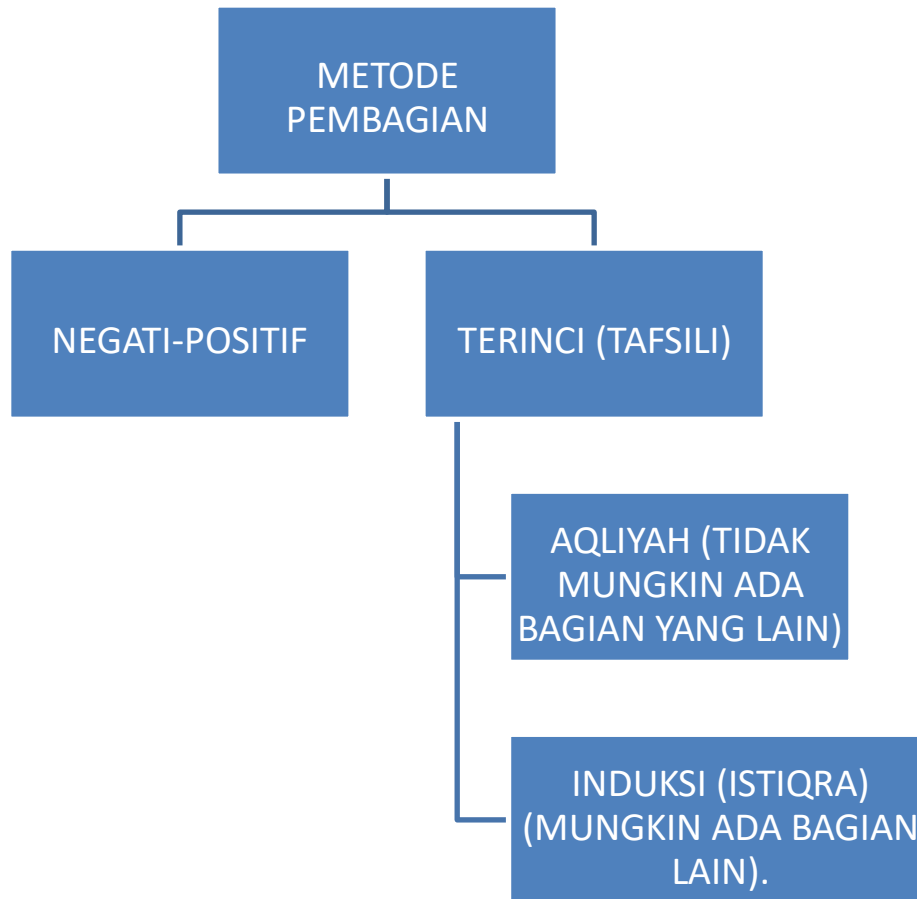 METODE
PEMBAGIAN
NEGATI-POSITIF
TERINCI (TAFSILI)
AQLIYAH (TIDAK
MUNGKIN ADA
BAGIAN YANG LAIN)
INDUKSI (ISTIQRA)
(MUNGKIN ADA BAGIAN
LAIN).